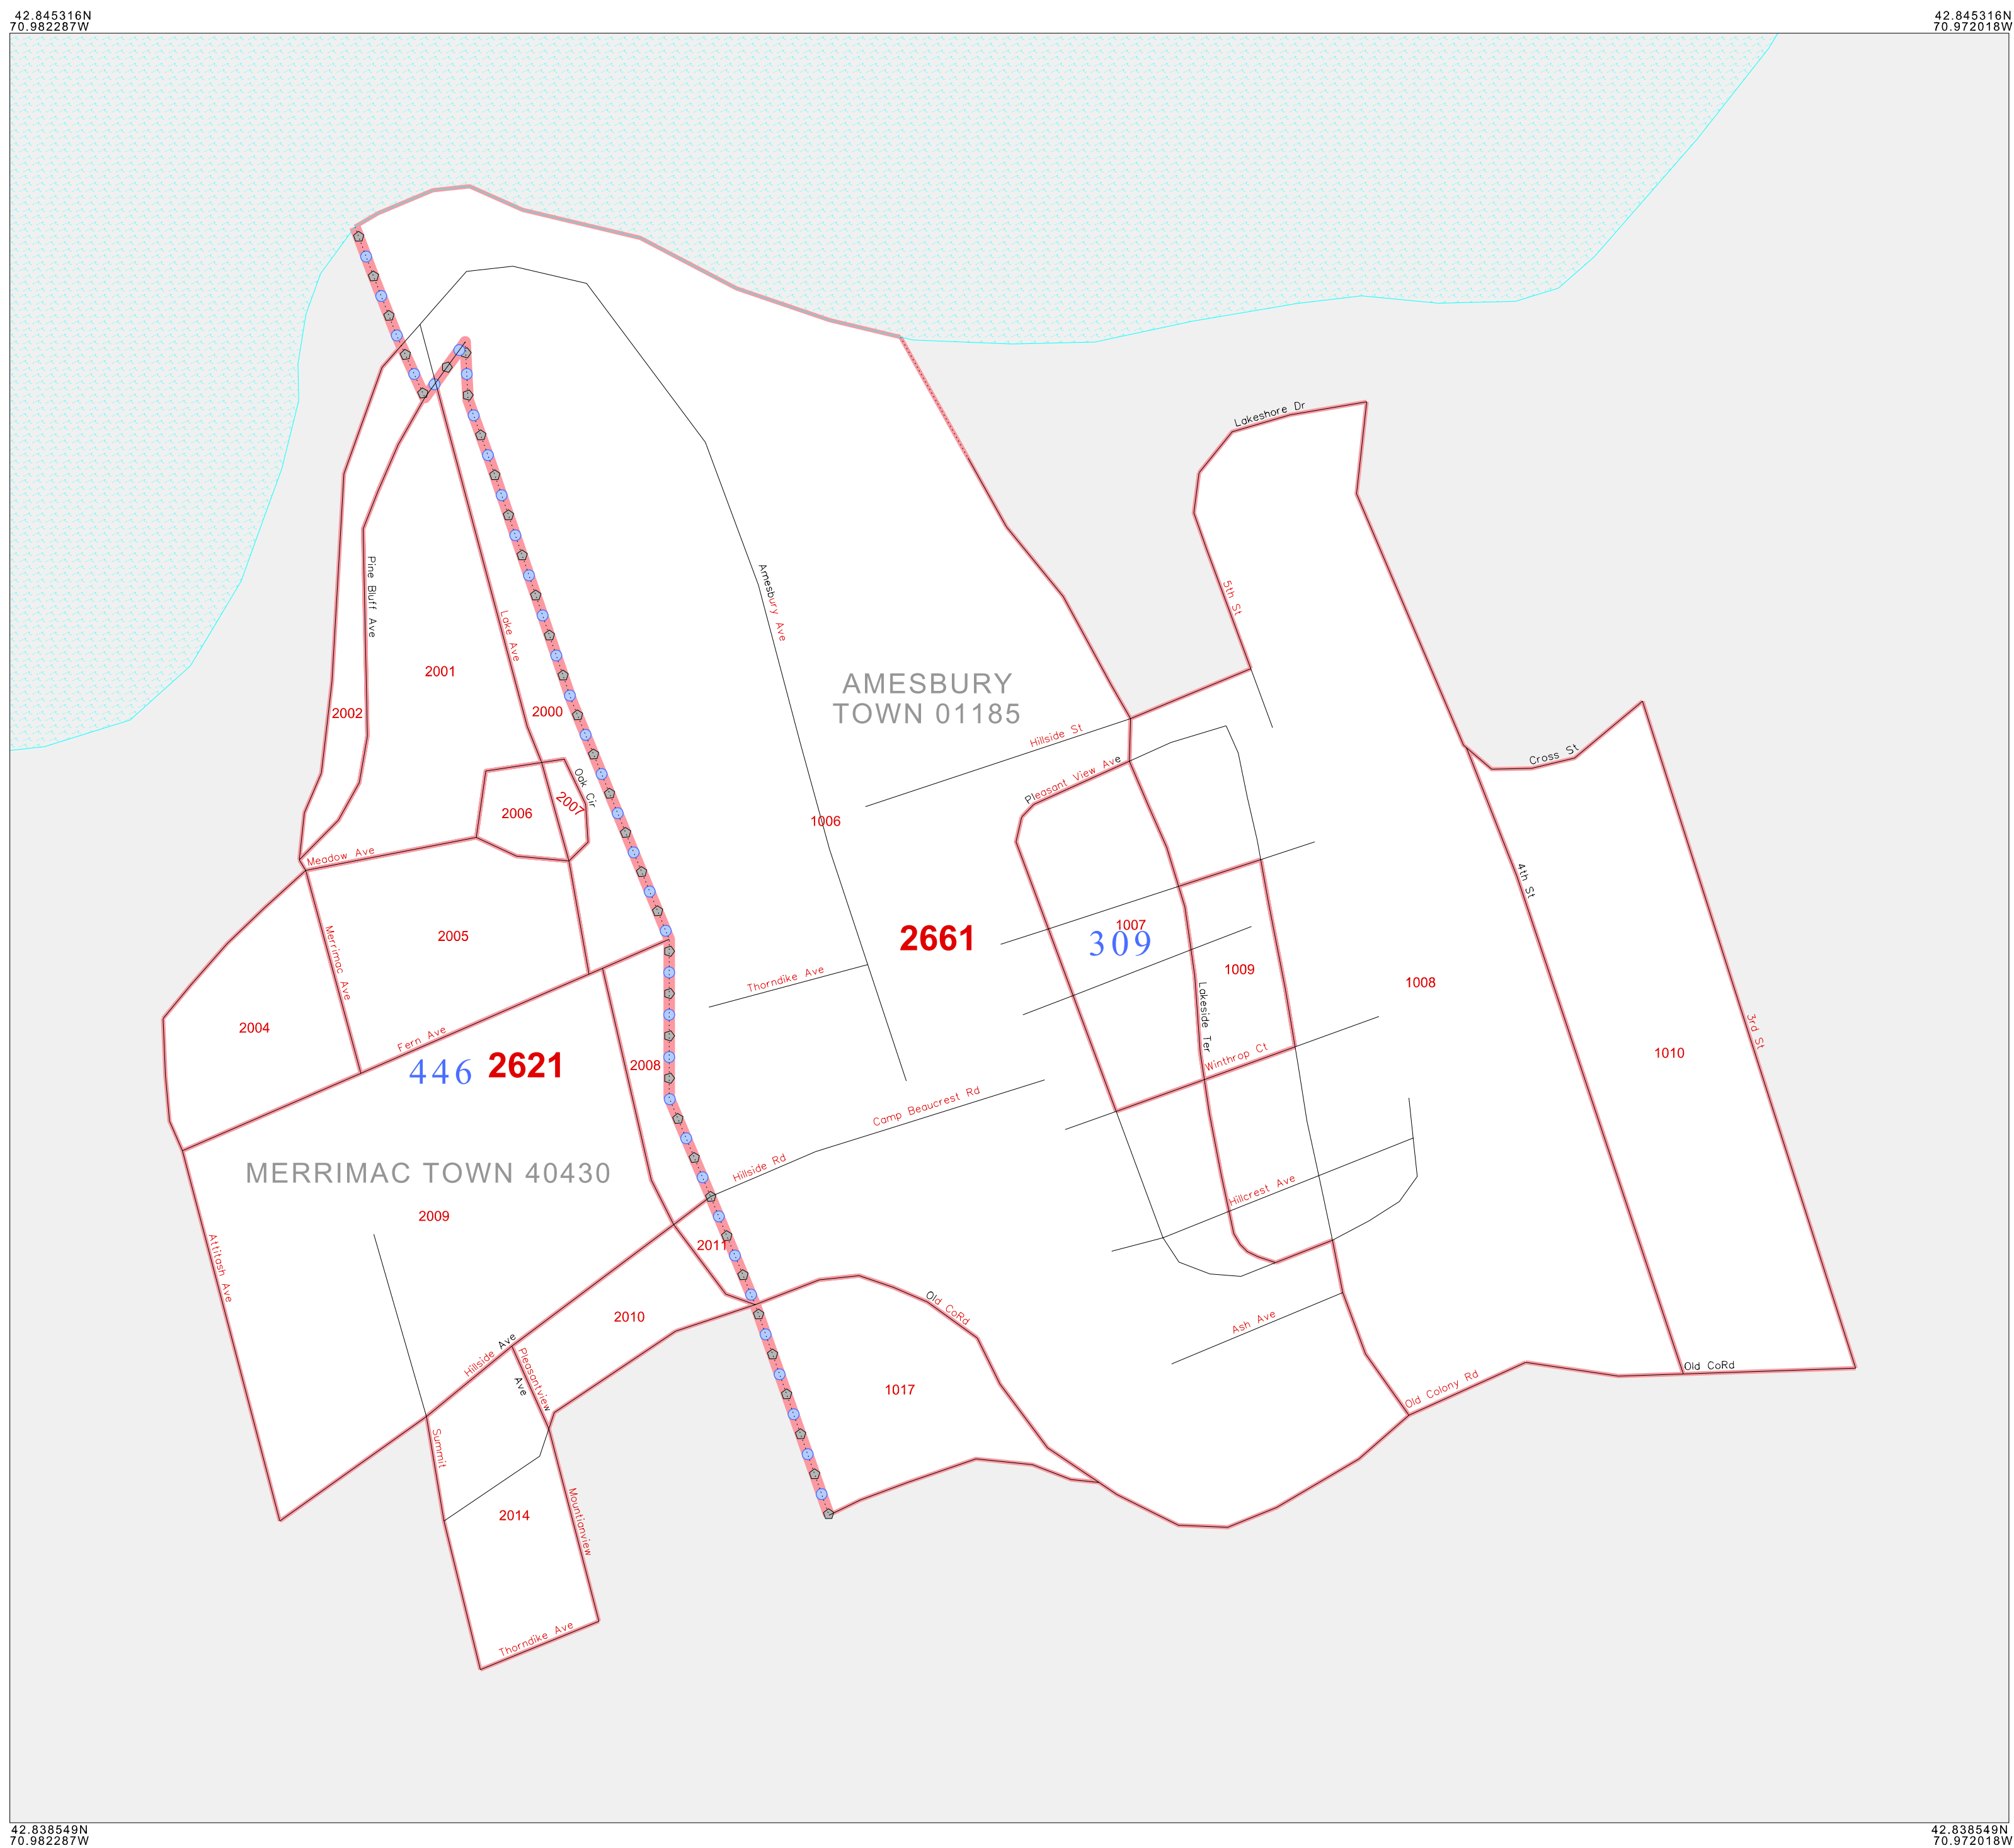 42.845316N
70.982287W
42.845316N
70.972018W
Lakeshore Dr
Pine Bluff Ave
Amesbury Ave
5th St
Lake Ave
2001
AMESBURY
TOWN 01185
2002
2000
Hillside St
Cross St
Pleasant View Ave
Oak Cir
2007
2006
1006
Meadow Ave
4th St
1007
2661
309
2005
Merrimac Ave
Thorndike Ave
1009
1008
Lakeside Ter
2004
3rd St
Fern Ave
1010
446
2621
2008
Winthrop Ct
Camp Beaucrest Rd
MERRIMAC TOWN 40430
Hillside Rd
Hillcrest Ave
2009
2011
Attitash Ave
2010
Old CoRd
Ash Ave
Hillside Ave
Pleasantview
Ave
Old CoRd
1017
Old Colony Rd
Summit
2014
Mountianview
Thorndike Ave
42.838549N
70.982287W
42.838549N
70.972018W